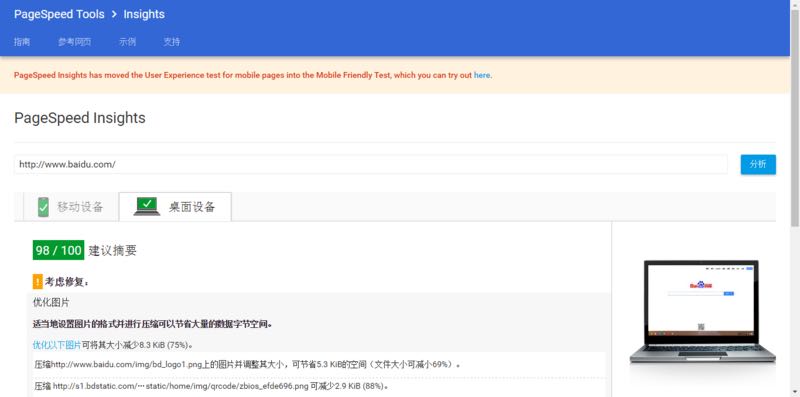 PageSpeed Tools > Insights
指南 参考网页 示例 支持
PageSpeed Insights has moved the User Experience test for mobile pages into the Mobile Friendly Test, which you can try out here.
PageSpeed Insights
http://www.baidu.com/ 分析
移动设备 桌面设备
98 / 100 建议摘要
! 考虑修复：
优化图片
适当地设置图片的格式并进行压缩可以节省大量的数据字节空间。
优化以下图片可将其大小减少8.3 KiB (75%)。
压缩http://www.baidu.com/img/bd_logo1.png上的图片并调整其大小，可节省5.3 KiB的空间（文件大小可减小69%）。
压缩 http://s1.bdstatic.com/…static/home/img/qrcode/zbios_efde696.png 可减少2.9 KiB (88%)。